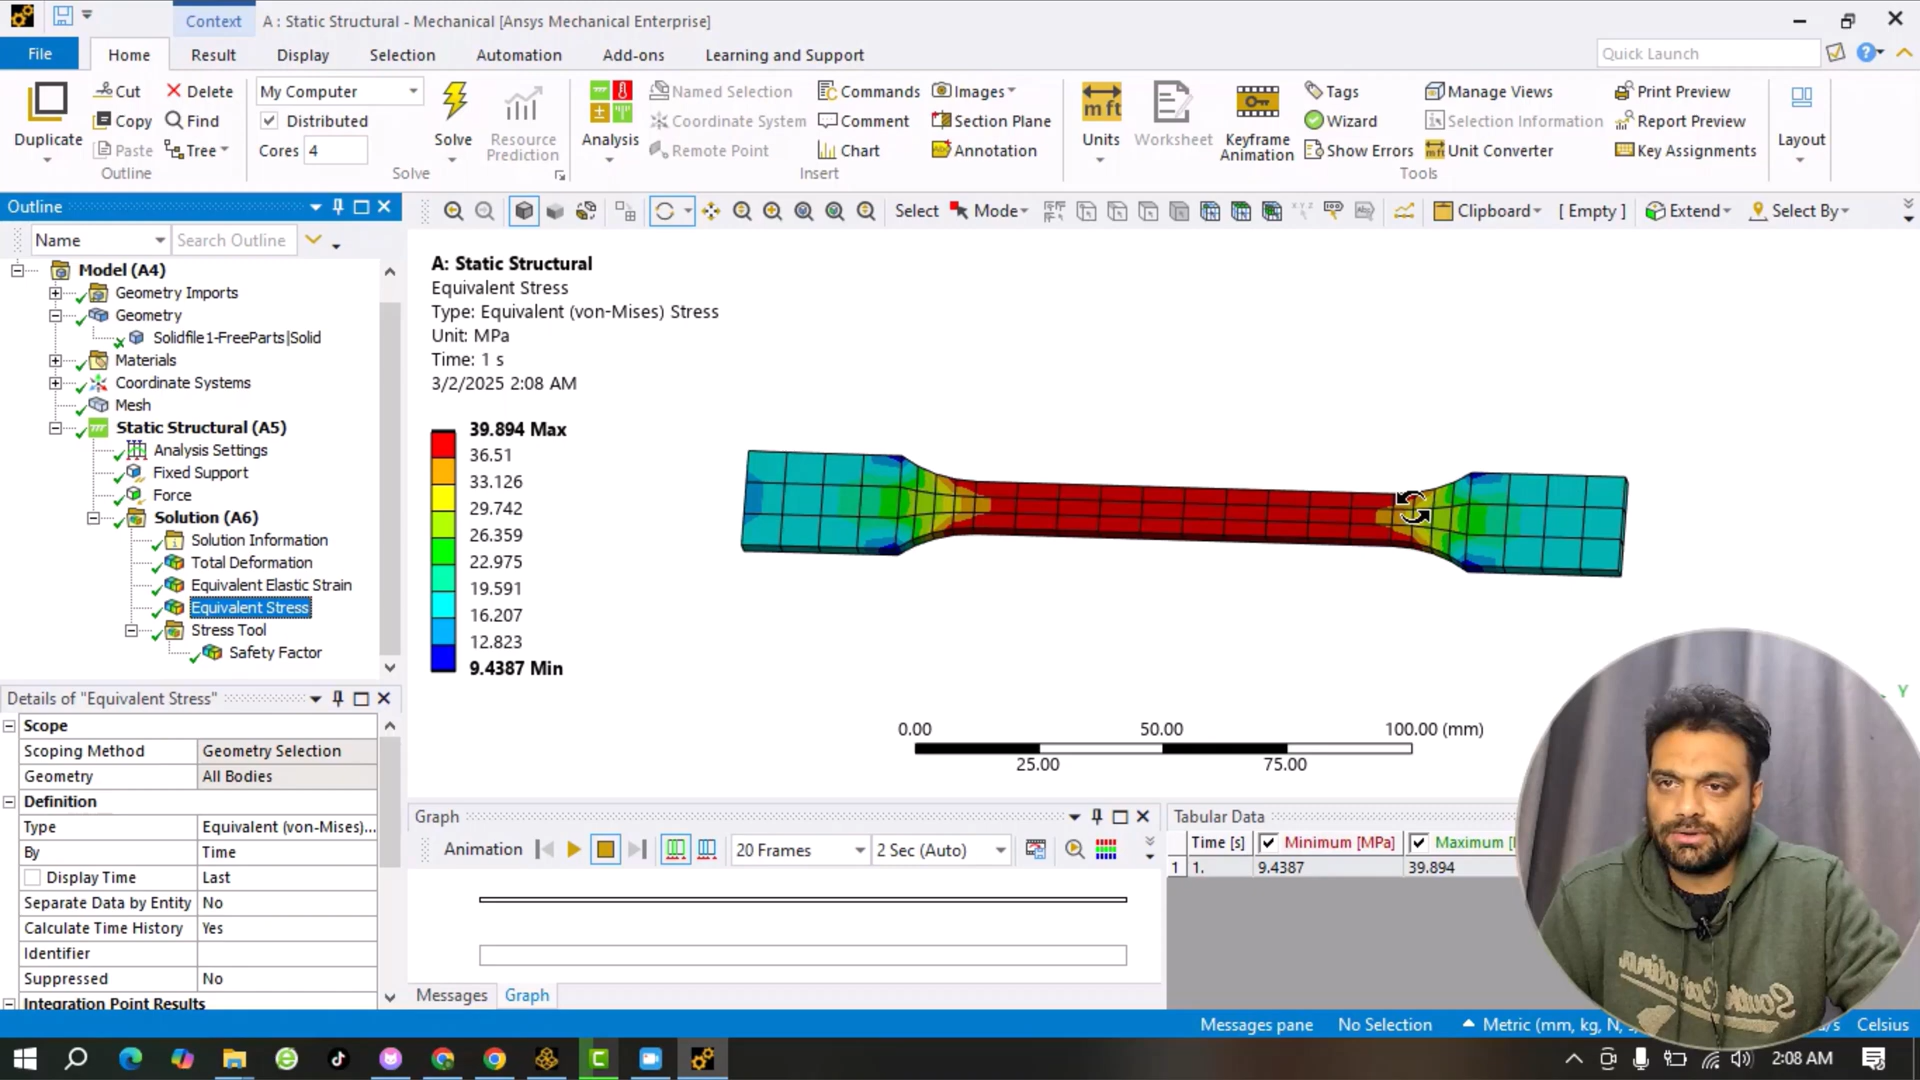 Context
A : Static Structural - Mechanical [Ansys Mechanical Enterprise]
File
Home
Result
Display
Selection
Automation
Add-ons
Learning and Support
Quick Launch
Duplicate
Cut
Delete
Copy
Find
Paste
Tree
Outline
My Computer
Distributed
Cores 4
Solve
Resource
Prediction
Solve
Analysis
Named Selection
Coordinate System
Remote Point
Commands
Comment
Chart
Images
Section Plane
Annotation
Insert
Units
Worksheet
Keyframe
Animation
Tags
Wizard
Show Errors
Manage Views
Selection Information
Unit Converter
Print Preview
Report Preview
Key Assignments
Tools
Layout
Outline
Name
Search Outline
Select
Mode
Clipboard
[ Empty ]
Extend
Select By
Model (A4)
Geometry Imports
Geometry
Solidfile1-FreeParts|Solid
Materials
Coordinate Systems
Mesh
Static Structural (A5)
Analysis Settings
Fixed Support
Force
Solution (A6)
Solution Information
Total Deformation
Equivalent Elastic Strain
Equivalent Stress
Stress Tool
Safety Factor
A: Static Structural
Equivalent Stress
Type: Equivalent (von-Mises) Stress
Unit: MPa
Time: 1 s
3/2/2025 2:08 AM
39.894 Max
36.51
33.126
29.742
26.359
22.975
19.591
16.207
12.823
9.4387 Min
0.00
50.00
100.00 (mm)
25.00
75.00
Y
Details of "Equivalent Stress"
Scope
Scoping Method Geometry Selection
Geometry All Bodies
Definition
Type Equivalent (von-Mises)...
By Time
Display Time Last
Separate Data by Entity No
Calculate Time History Yes
Identifier
Suppressed No
Integration Point Results
Graph
Animation
20 Frames
2 Sec (Auto)
Messages
Graph
Tabular Data
Time [s] Minimum [MPa] Maximum [
1 1. 9.4387 39.894
Messages pane
No Selection
Metric (mm, kg, N,
Celsius
2:08 AM